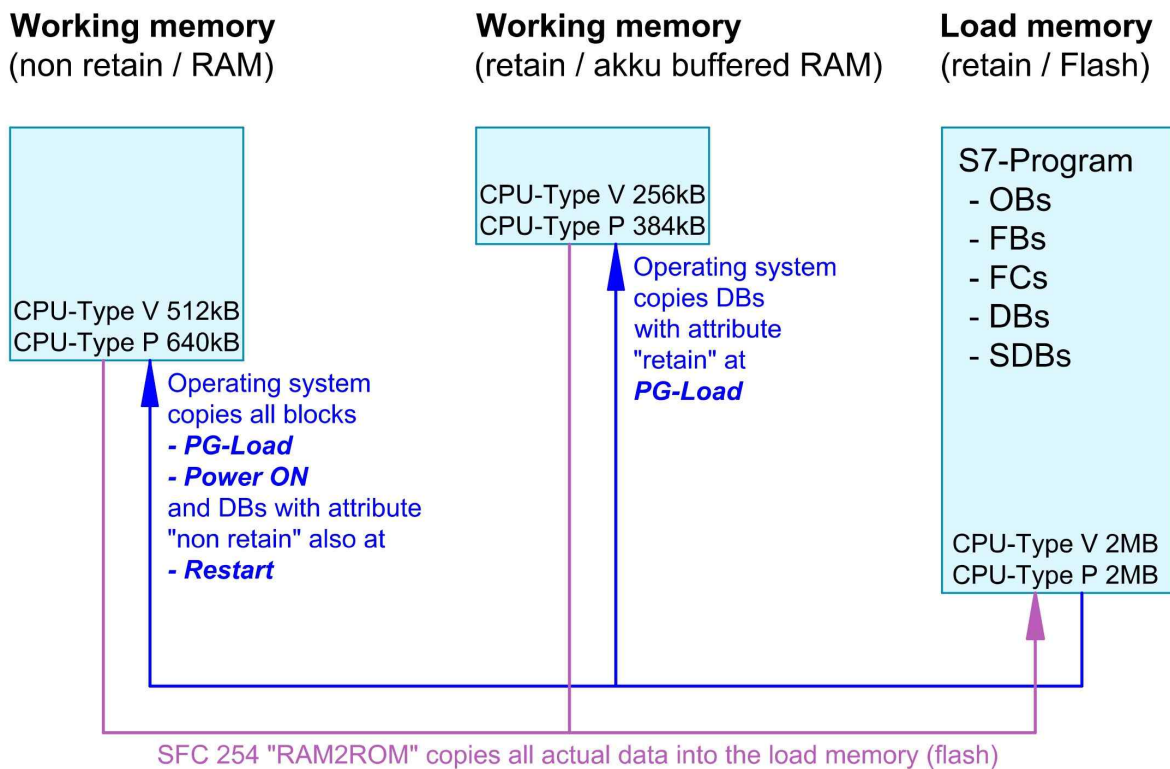 Working memory
(non retain / RAM)
Working memory
(retain / akku buffered RAM)
Load memory
(retain / Flash)
CPU-Type V 512kB
CPU-Type P 640kB
CPU-Type V 256kB
CPU-Type P 384kB
S7-Program
- OBs
- FBs
- FCs
- DBs
- SDBs
CPU-Type V 2MB
CPU-Type P 2MB
Operating system
copies all blocks
- PG-Load
- Power ON
and DBs with attribute
"non retain" also at
- Restart
Operating system
copies DBs
with attribute
"retain" at
PG-Load
SFC 254 "RAM2ROM" copies all actual data into the load memory (flash)